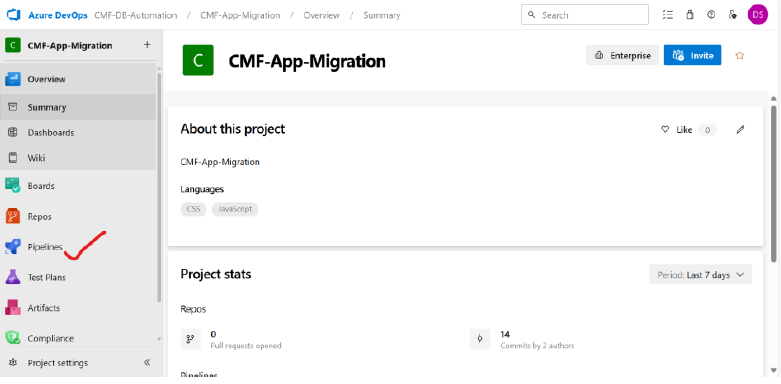 Azure DevOps CMF-DB-Automation / CMF-App-Migration / Overview / Summary Search DS
C CMF-App-Migration +
Overview
Summary
Dashboards
Wiki
Boards
Repos
Pipelines
Test Plans
Artifacts
Compliance
Project settings
C CMF-App-Migration Enterprise Invite
About this project Like 0
CMF-App-Migration
Languages
CSS JavaScript
Project stats Period: Last 7 days
Repos
0 14
Pull requests opened Commits by 2 authors
Pipelines